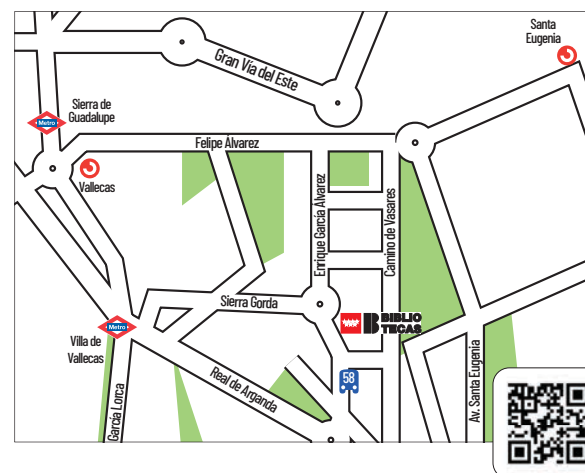 Santa
Eugenia
Gran Vía del Este
Sierra de
Guadalupe
Metro
Felipe Álvarez
Vallecas
Enrique García Álvarez
Camino de Vasares
Sierra Gorda
BIBLIO
TECAS
Metro
Villa de
Vallecas
58
Real de Arganda
García Lorca
Av. Santa Eugenia